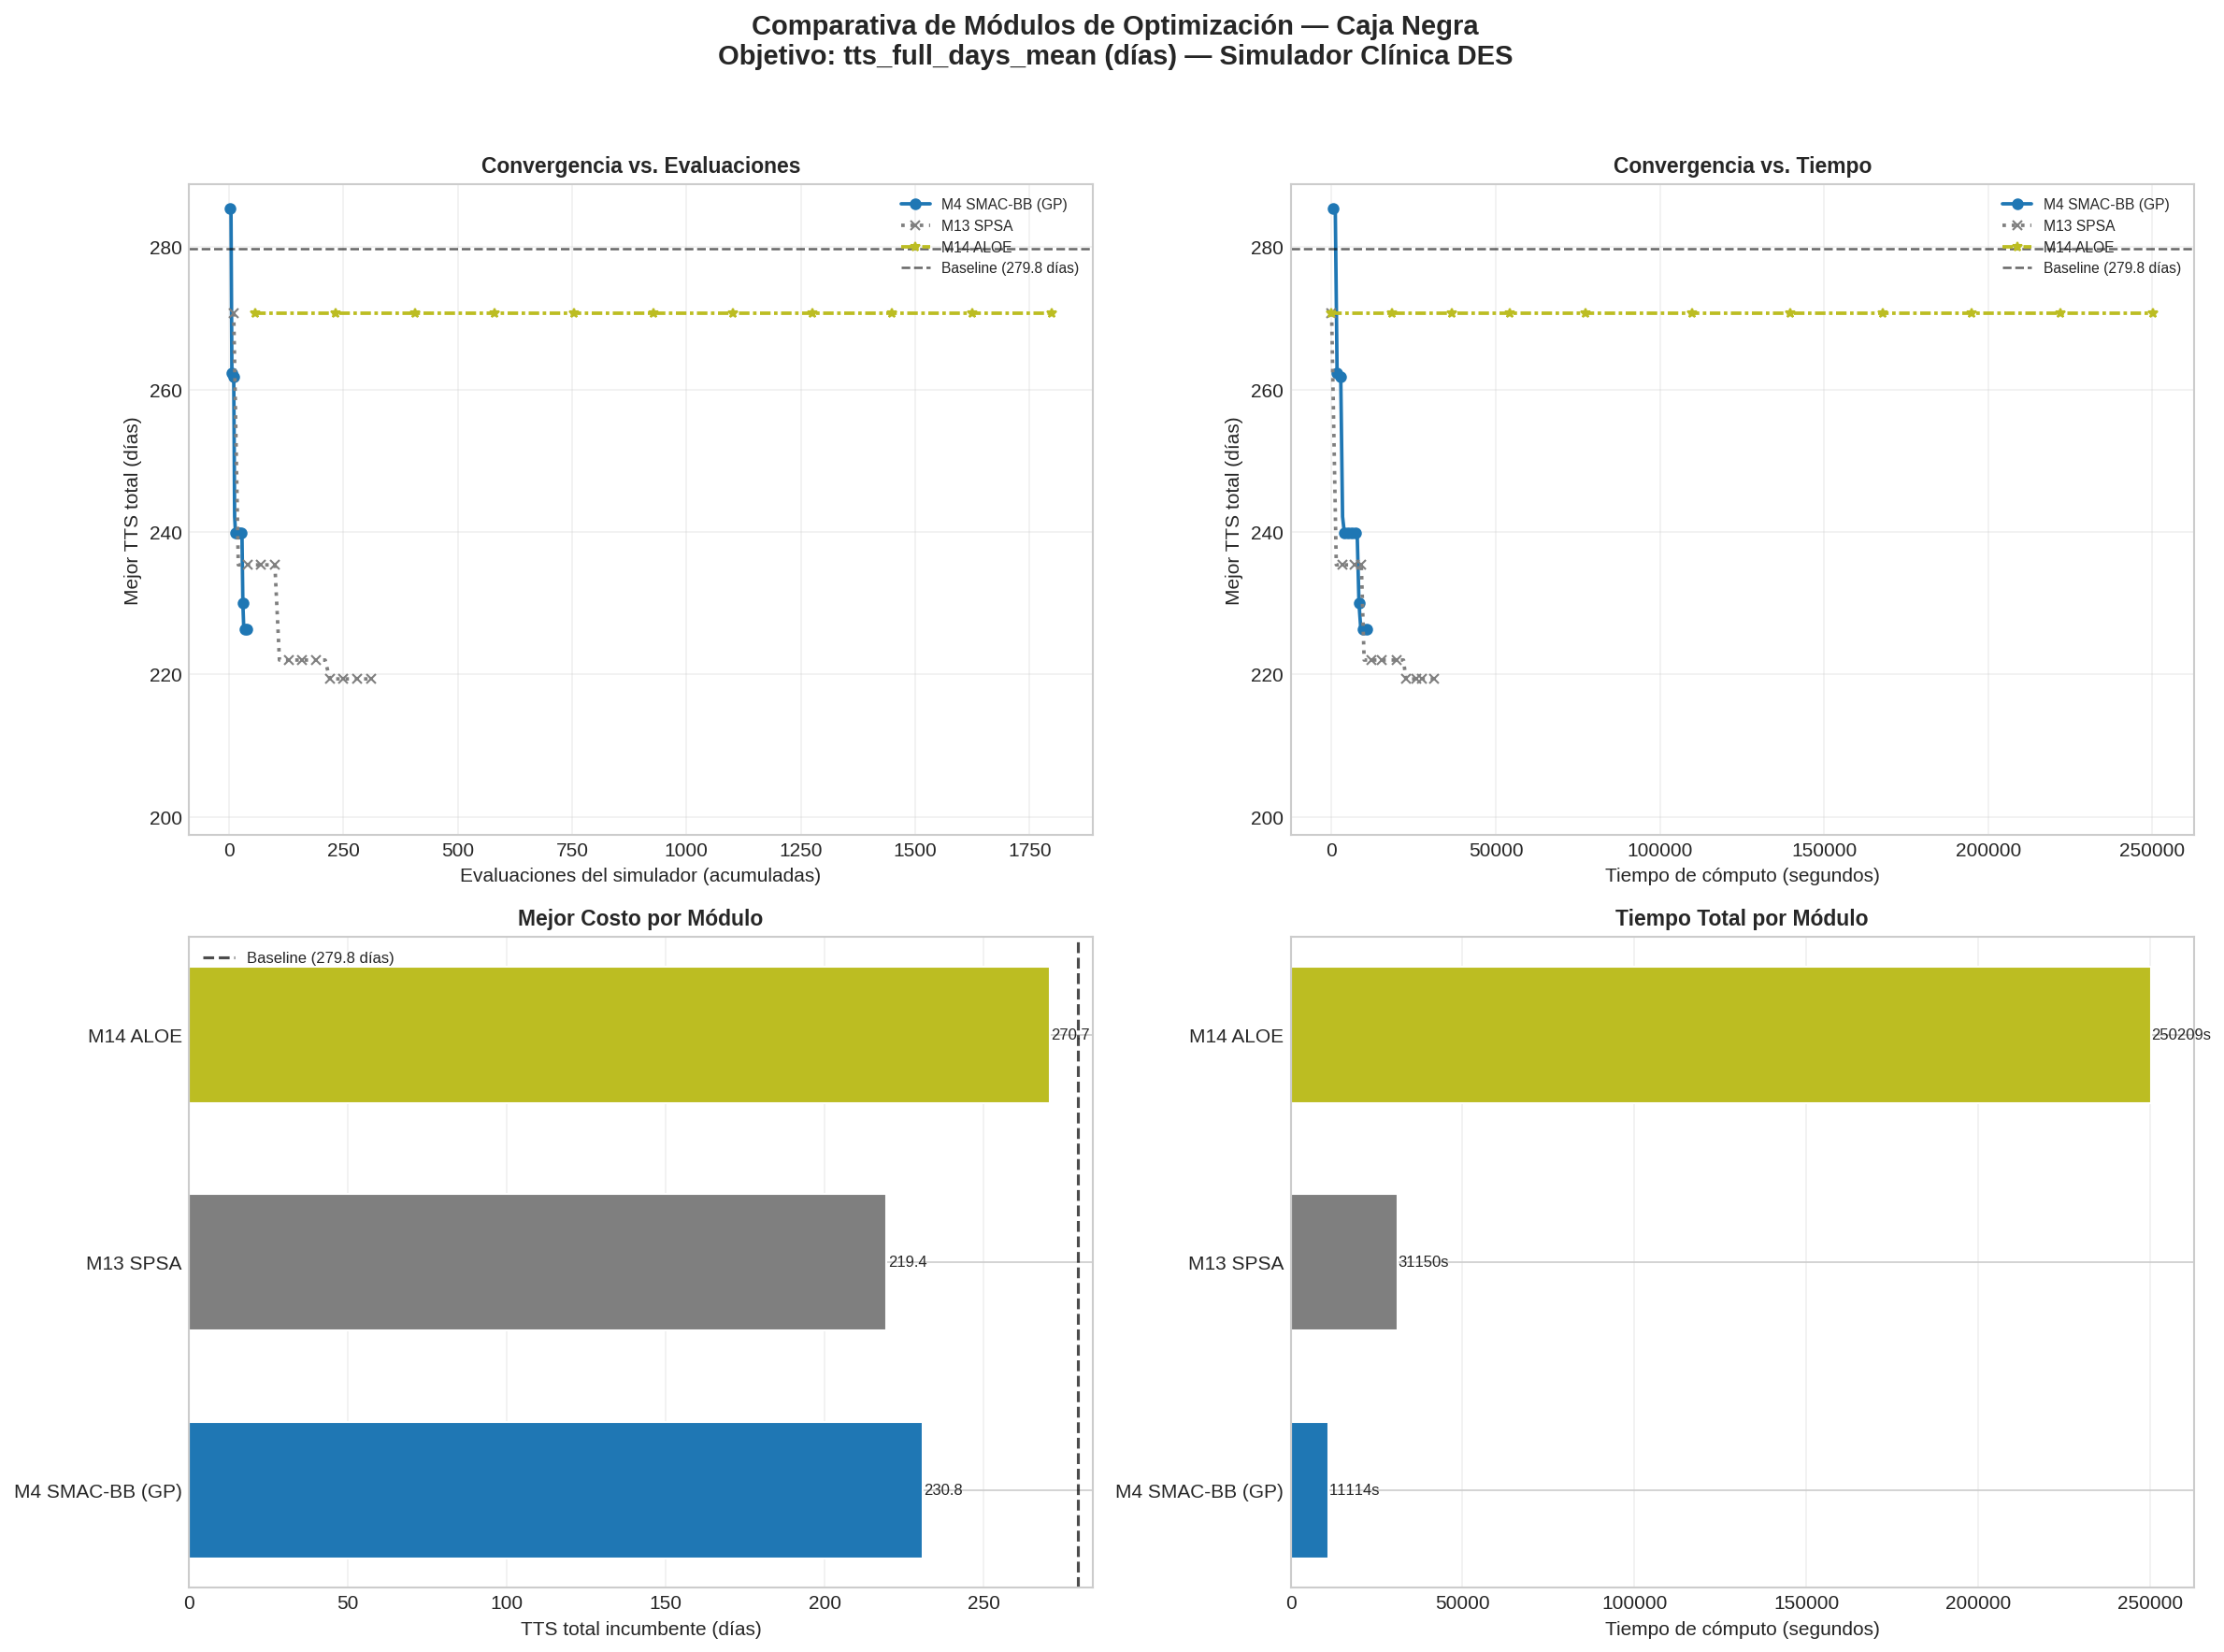 Comparativa de Módulos de Optimización — Caja Negra
Objetivo: tts_full_days_mean (días) — Simulador Clínica DES
Convergencia vs. Evaluaciones
M4 SMAC-BB (GP)
M13 SPSA
M14 ALOE
Baseline (279.8 días)
Mejor TTS total (días)
280
260
240
220
200
0 250 500 750 1000 1250 1500 1750
Evaluaciones del simulador (acumuladas)
Convergencia vs. Tiempo
M4 SMAC-BB (GP)
M13 SPSA
M14 ALOE
Baseline (279.8 días)
Mejor TTS total (días)
280
260
240
220
200
0 50000 100000 150000 200000 250000
Tiempo de cómputo (segundos)
Mejor Costo por Módulo
Baseline (279.8 días)
M14 ALOE
270.7
M13 SPSA
219.4
M4 SMAC-BB (GP)
230.8
0 50 100 150 200 250
TTS total incumbente (días)
Tiempo Total por Módulo
M14 ALOE
250209s
M13 SPSA
31150s
M4 SMAC-BB (GP)
11114s
0 50000 100000 150000 200000 250000
Tiempo de cómputo (segundos)